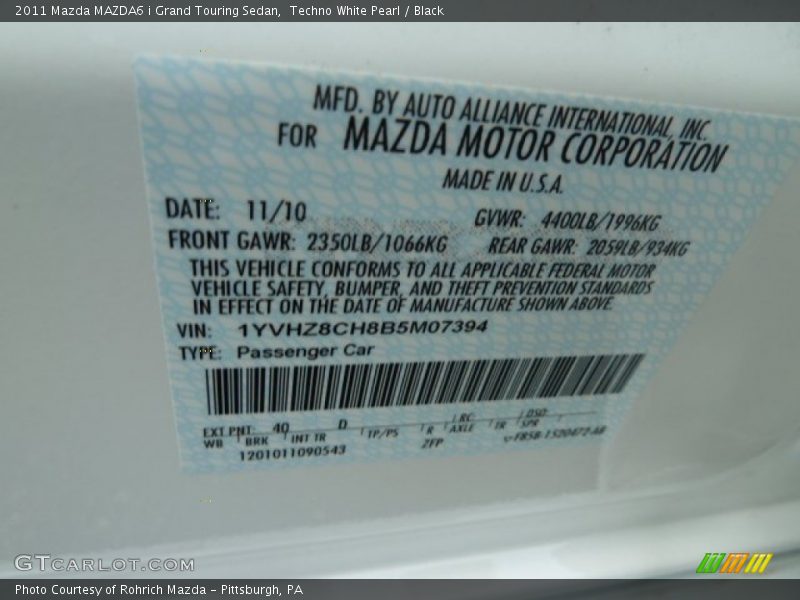 2011 Mazda MAZDA6 i Grand Touring Sedan, Techno White Pearl / Black
MFD. BY AUTO ALLIANCE INTERNATIONAL, INC.
FOR MAZDA MOTOR CORPORATION
MADE IN U.S.A.
DATE: 11/10 GVWR: 4400LB/1996KG
FRONT GAWR: 2350LB/1066KG REAR GAWR: 2059LB/934KG
THIS VEHICLE CONFORMS TO ALL APPLICABLE FEDERAL MOTOR
VEHICLE SAFETY, BUMPER, AND THEFT PREVENTION STANDARDS
IN EFFECT ON THE DATE OF MANUFACTURE SHOWN ABOVE.
VIN: 1YVHZ8CH8B5M07394
TYPE: Passenger Car
EXT PNT: 40 D RC: DSO:
WB BRK INT TR TP/PS R AXLE TR SPR
1201011090543 ZFP
GTCARLOT.COM
Photo Courtesy of Rohrich Mazda - Pittsburgh, PA